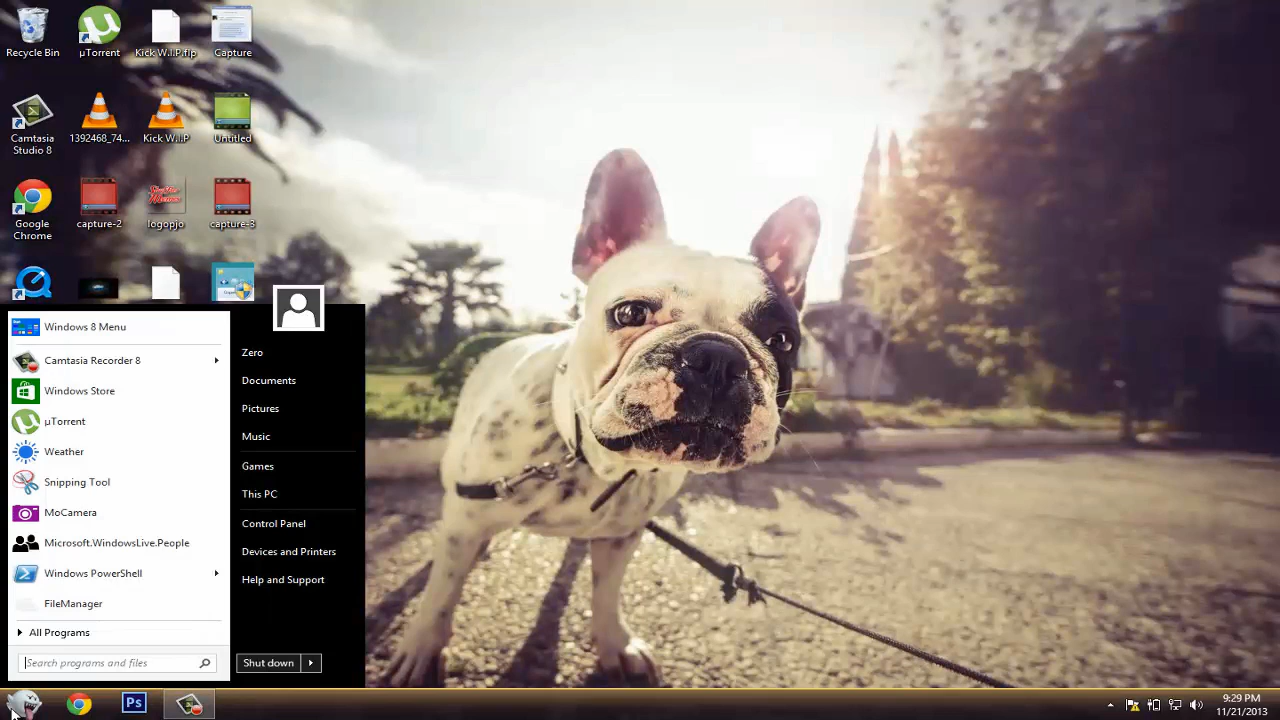 Recycle Bin
µTorrent
Kick W.I.P.flp
Capture
Camtasia
Studio 8
1392468_74...
Kick W.I.P
Untitled
Google
Chrome
capture-2
logopjo
capture-3
Windows 8 Menu
Camtasia Recorder 8
Windows Store
µTorrent
Weather
Snipping Tool
MoCamera
Microsoft.WindowsLive.People
Windows PowerShell
FileManager
All Programs
Search programs and files
Zero
Documents
Pictures
Music
Games
This PC
Control Panel
Devices and Printers
Help and Support
Shut down
Ps
9:29 PM
11/21/2013